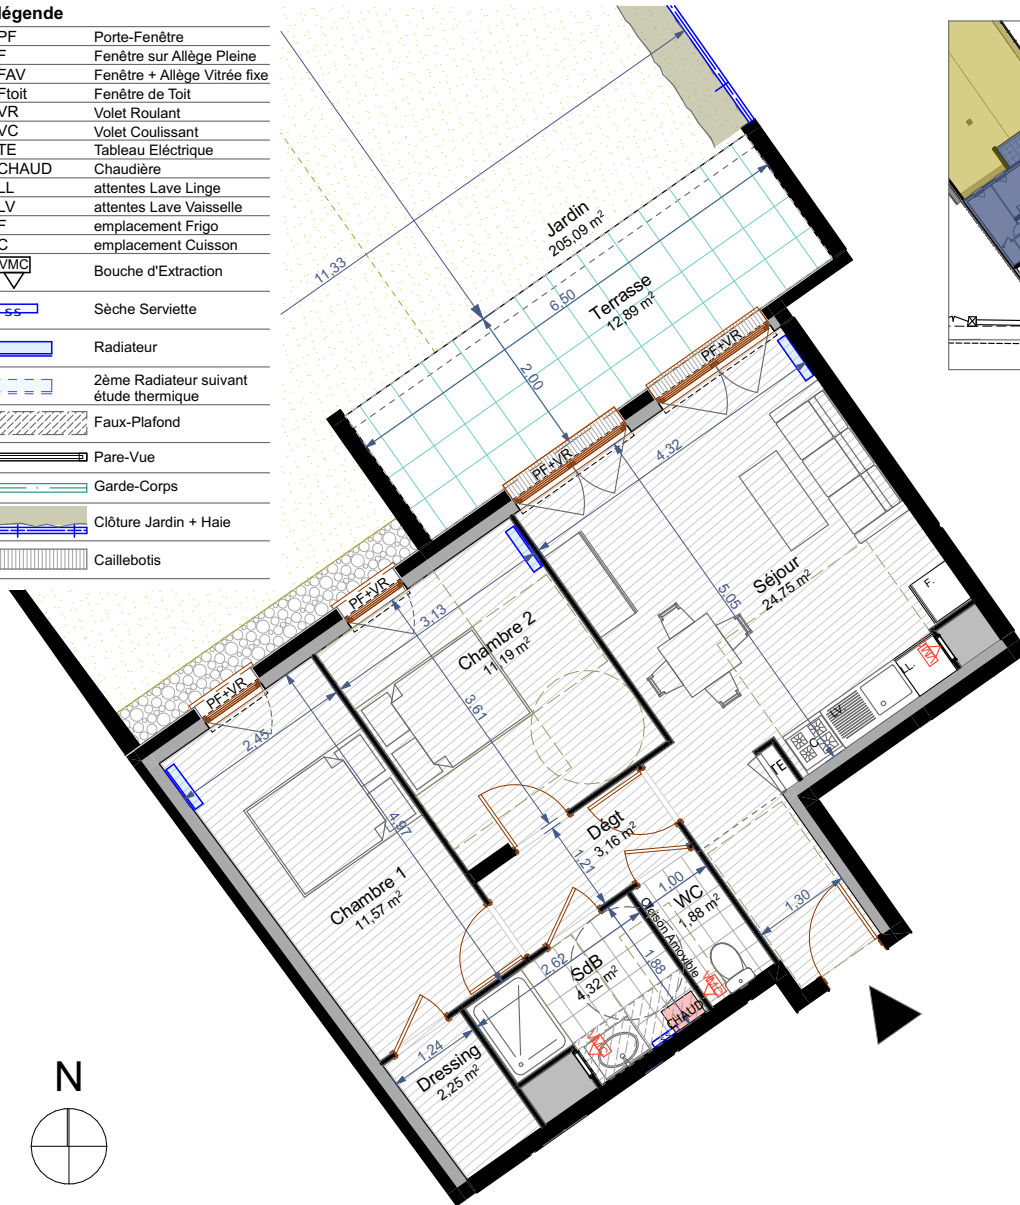 légende
PF Porte-Fenêtre
F Fenêtre sur Allège Pleine
FAV Fenêtre + Allège Vitrée fixe
Ftoit Fenêtre de Toit
VR Volet Roulant
VC Volet Coulissant
TE Tableau Eléctrique
CHAUD Chaudière
LL attentes Lave Linge
LV attentes Lave Vaisselle
F emplacement Frigo
C emplacement Cuisson
VMC Bouche d'Extraction
SS Sèche Serviette
Radiateur
2ème Radiateur suivant
étude thermique
Faux-Plafond
Pare-Vue
Garde-Corps
Clôture Jardin + Haie
Caillebotis
11,33
Jardin
205,09 m²
6,50
Terrasse
12,89 m²
2,00
PF+VR
PF+VR
4,32
Séjour
24,75 m²
5,05
F.
LL.
VMC
LV.
C.
TE
PF+VR
3,13
Chambre 2
11,19 m²
3,61
PF+VR
2,45
4,97
Chambre 1
11,57 m²
Dégt
3,16 m²
1,21
1,00
WC
1,88 m²
Cloison Amovible
1,30
2,62
SdB
4,32 m²
1,88
VMC
CHAUD
VMC
SS
1,24
Dressing
2,25 m²
N